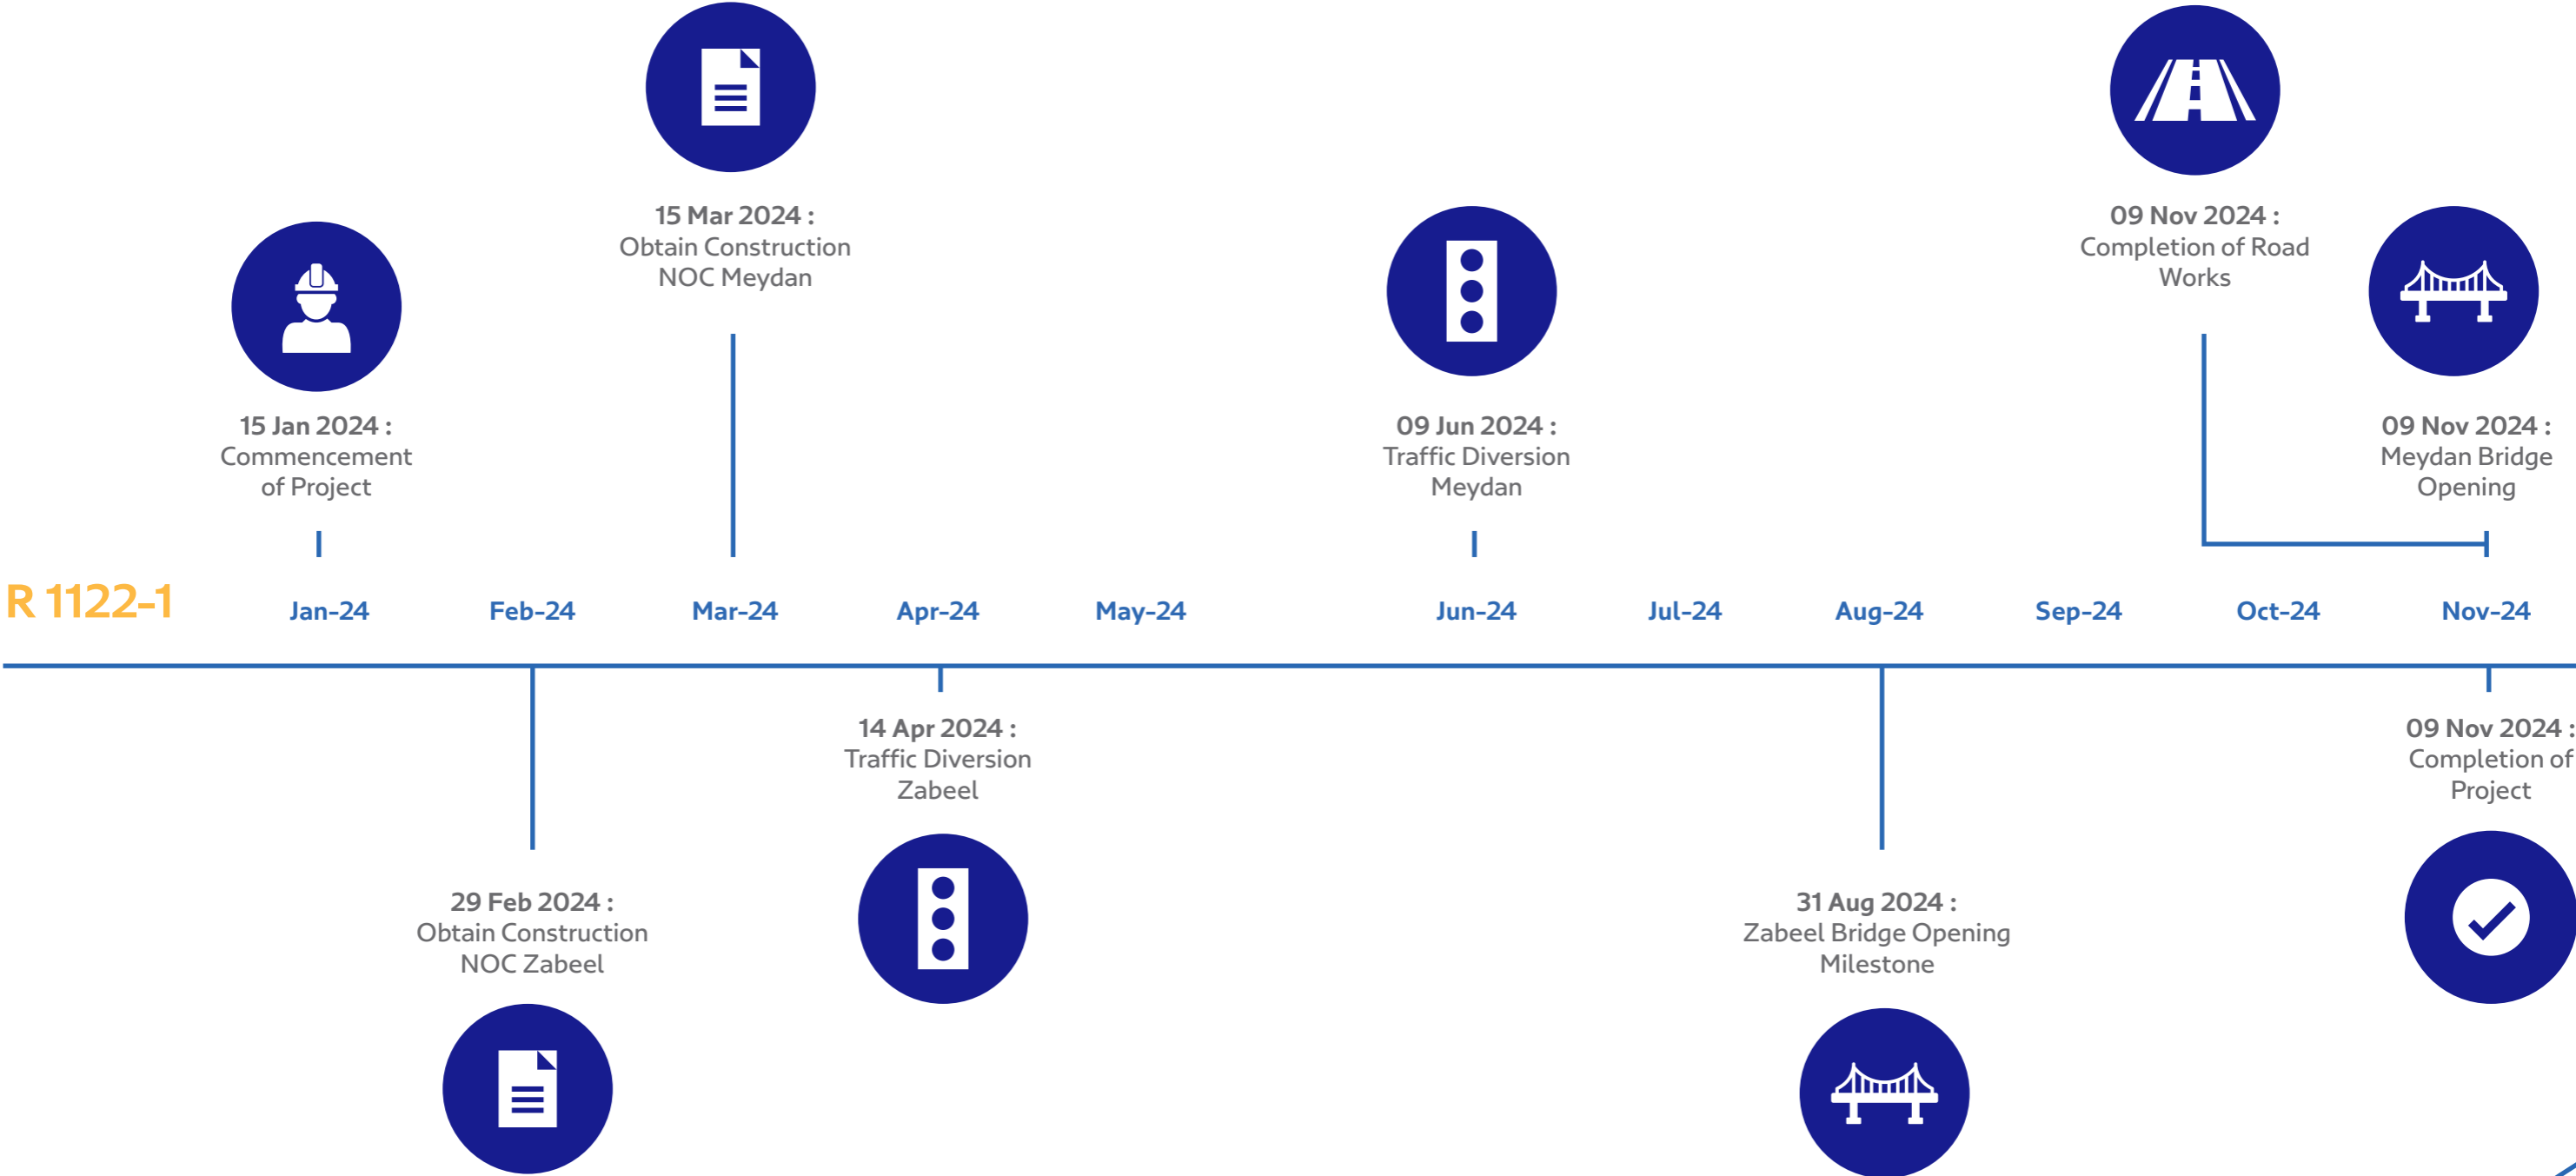 15 Mar 2024 :
Obtain Construction
NOC Meydan
09 Nov 2024 :
Completion of Road
Works
15 Jan 2024 :
Commencement
of Project
09 Jun 2024 :
Traffic Diversion
Meydan
09 Nov 2024 :
Meydan Bridge
Opening
R 1122-1
Jan-24
Feb-24
Mar-24
Apr-24
May-24
Jun-24
Jul-24
Aug-24
Sep-24
Oct-24
Nov-24
14 Apr 2024 :
Traffic Diversion
Zabeel
09 Nov 2024 :
Completion of
Project
29 Feb 2024 :
Obtain Construction
NOC Zabeel
31 Aug 2024 :
Zabeel Bridge Opening
Milestone